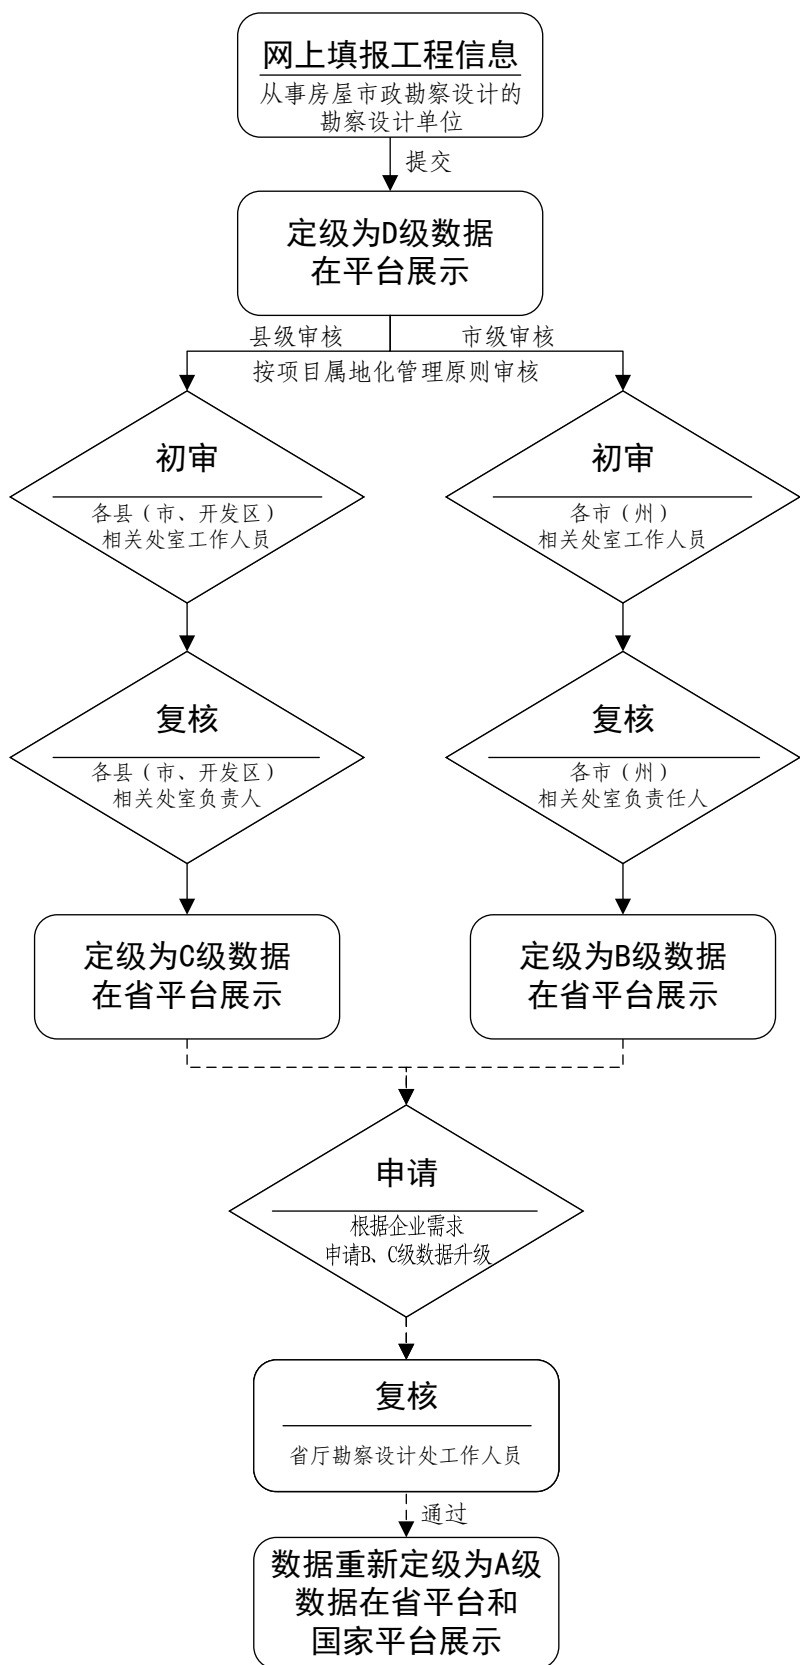 网上填报工程信息
从事房屋市政勘察设计的
勘察设计单位
提交
定级为D级数据
在平台展示
县级审核
市级审核
按项目属地化管理原则审核
初审
各县（市、开发区）
相关处室工作人员
初审
各市（州）
相关处室工作人员
复核
各县（市、开发区）
相关处室负责人
复核
各市（州）
相关处室负责任人
定级为C级数据
在省平台展示
定级为B级数据
在省平台展示
申请
根据企业需求
申请B、C级数据升级
复核
省厅勘察设计处工作人员
通过
数据重新定级为A级
数据在省平台和
国家平台展示